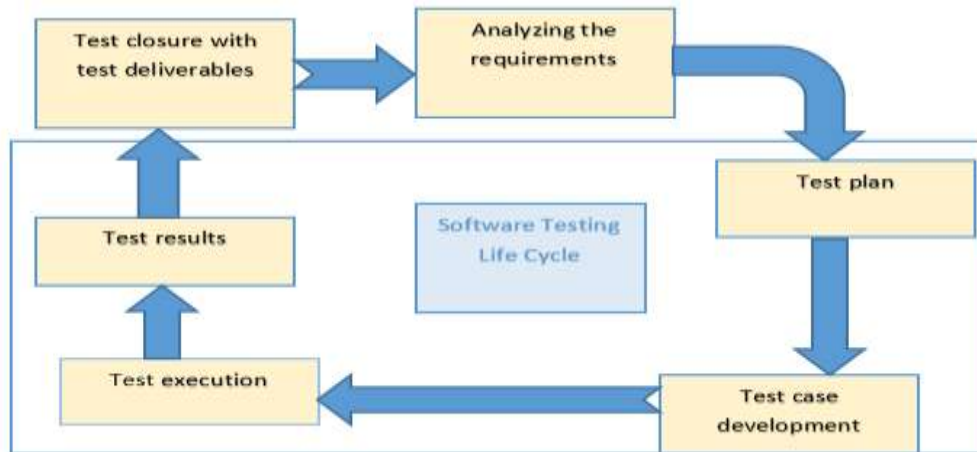 Test closure with
test deliverables
Analyzing the
requirements
Test plan
Software Testing
Life Cycle
Test results
Test execution
Test case
development